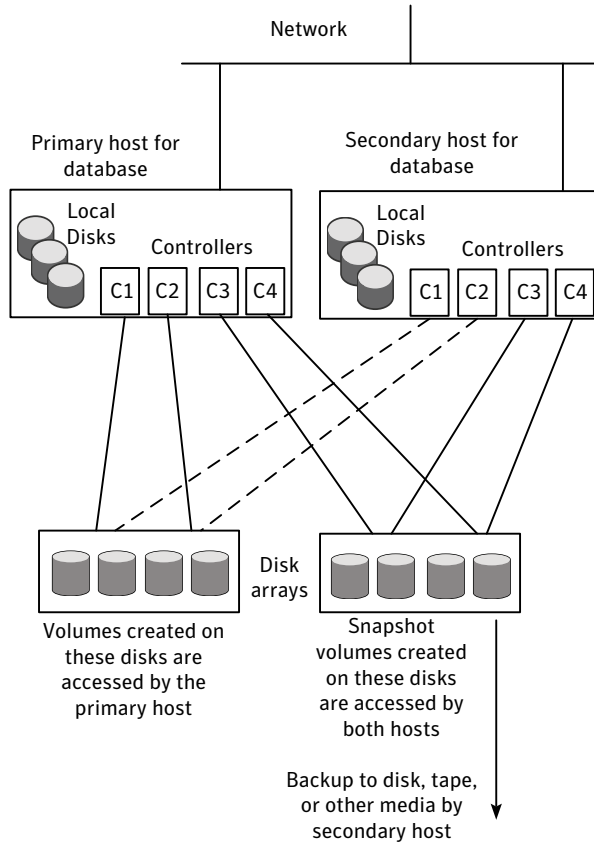 Network
Primary host for
database
Secondary host for
database
Local
Disks
Controllers
C1 C2 C3 C4
Local
Disks
Controllers
C1 C2 C3 C4
Disk
arrays
Volumes created on
these disks are
accessed by the
primary host
Snapshot
volumes created
on these disks
are accessed by
both hosts
Backup to disk, tape,
or other media by
secondary host